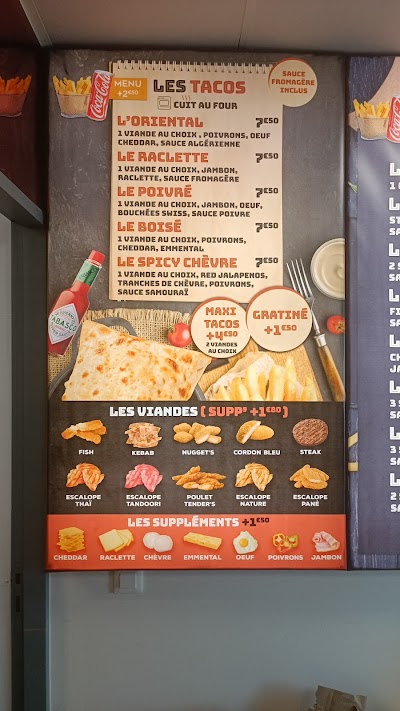 MENU
+2€50
LES TACOS
CUIT AU FOUR
SAUCE
FROMAGÈRE
INCLUS
Coca-Cola
L'ORIENTAL 7€50
1 VIANDE AU CHOIX, POIVRONS, OEUF
CHEDDAR, SAUCE ALGÉRIENNE
LE RACLETTE 7€50
1 VIANDE AU CHOIX, JAMBON,
RACLETTE, SAUCE FROMAGÈRE
LE POIVRÉ 7€50
1 VIANDE AU CHOIX, JAMBON, OEUF,
BOUCHÉES SWISS, SAUCE POIVRE
LE BOISÉ 7€50
1 VIANDE AU CHOIX, POIVRONS,
CHEDDAR, EMMENTAL
LE SPICY CHÈVRE 7€50
1 VIANDE AU CHOIX, RED JALAPENOS,
TRANCHES DE CHÈVRE, POIVRONS,
SAUCE SAMOURAÏ
TABASCO
MAXI
TACOS
+4€50
2 VIANDES
AU CHOIX
GRATINÉ
+1€50
LES VIANDES ( SUPP' +1€80 )
FISH
KEBAB
NUGGET'S
CORDON BLEU
STEAK
ESCALOPE
THAÏ
ESCALOPE
TANDOORI
POULET
TENDER'S
ESCALOPE
NATURE
ESCALOPE
PANÉ
LES SUPPLÉMENTS +1€50
CHEDDAR
RACLETTE
CHÈVRE
EMMENTAL
OEUF
POIVRONS
JAMBON